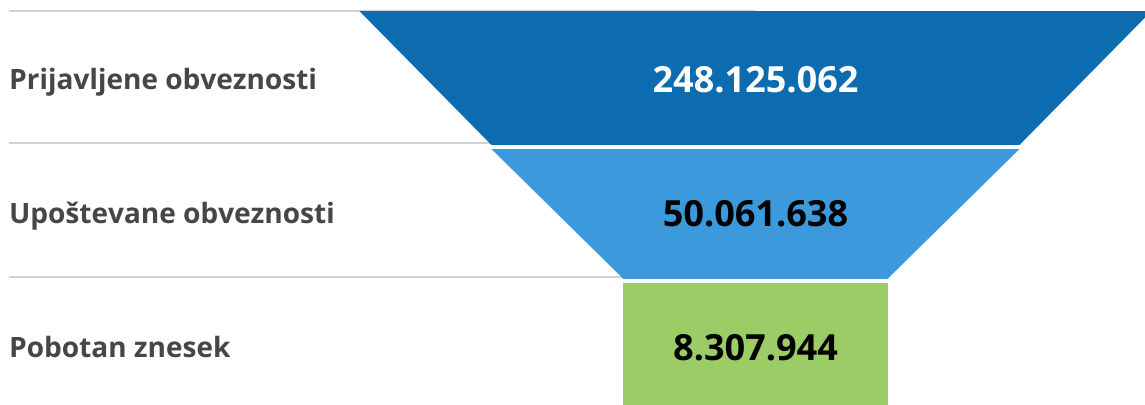 Prijavljene obveznosti 248.125.062
Upoštevane obveznosti 50.061.638
Pobotan znesek 8.307.944